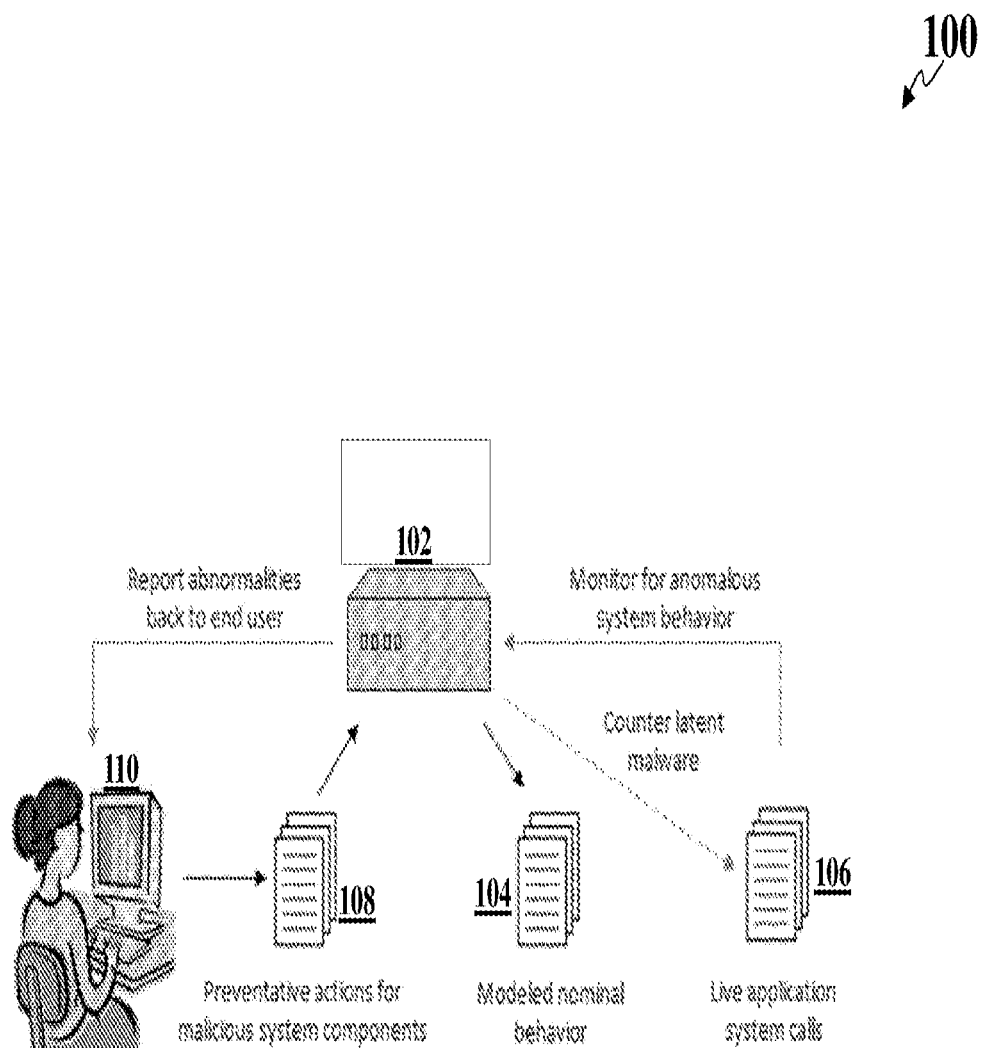 100
102
Report abnormalities
back to end user
Monitor for anomalous
system behavior
Counter latent
malware
110
108
104
106
Preventative actions for
malicious system components
Modeled nominal
behavior
Live application
system calls